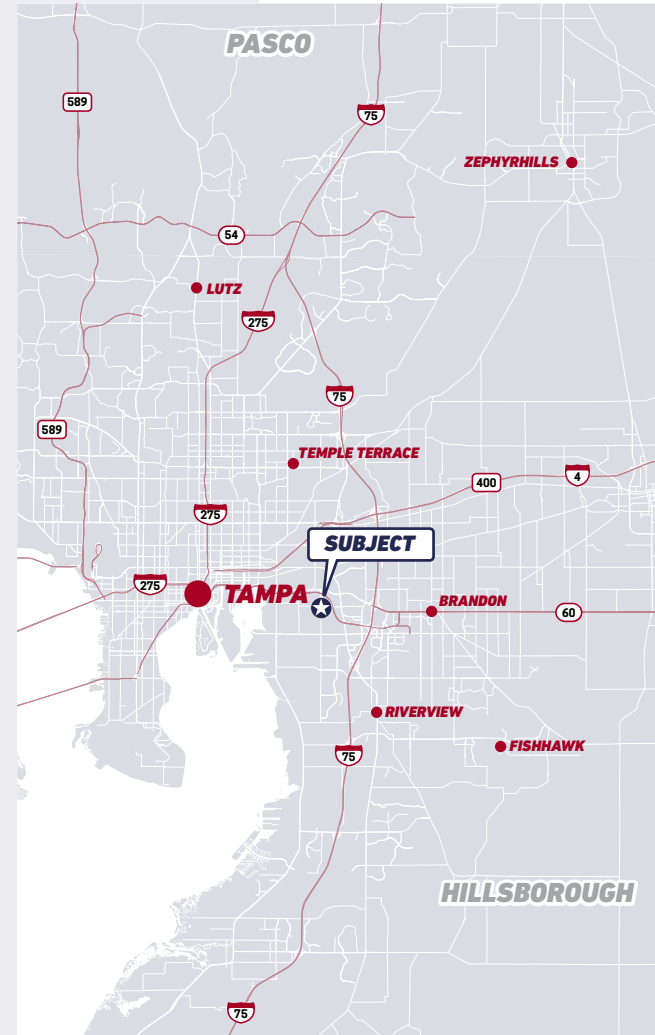 PASCO
589
75
ZEPHYRHILLS
54
LUTZ
275
75
589
TEMPLE TERRACE
4
400
275
SUBJECT
275
TAMPA
BRANDON
60
RIVERVIEW
FISHHAWK
75
HILLSBOROUGH
75